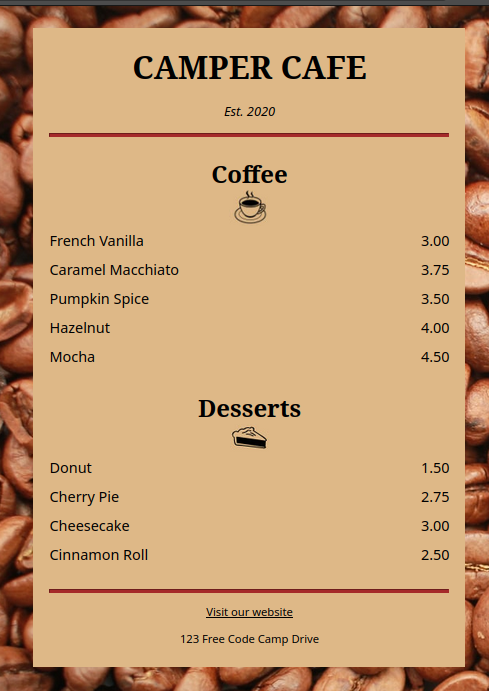 CAMPER CAFE
Est. 2020
Coffee
French Vanilla 3.00
Caramel Macchiato 3.75
Pumpkin Spice 3.50
Hazelnut 4.00
Mocha 4.50
Desserts
Donut 1.50
Cherry Pie 2.75
Cheesecake 3.00
Cinnamon Roll 2.50
Visit our website
123 Free Code Camp Drive